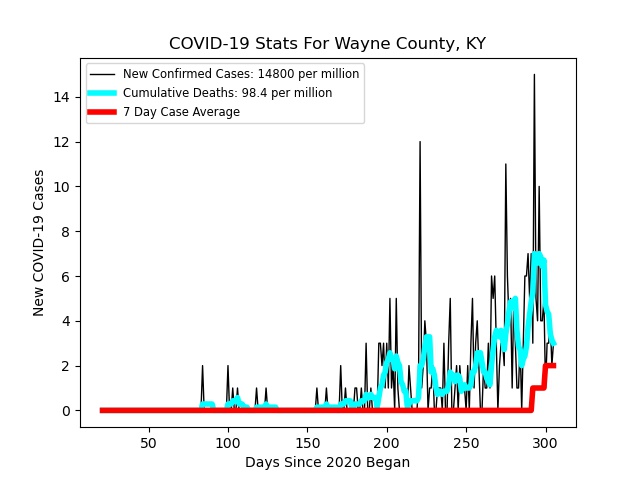 COVID-19 Stats For Wayne County, KY
New Confirmed Cases: 14800 per million
Cumulative Deaths: 98.4 per million
7 Day Case Average
New COVID-19 Cases
14
12
10
8
6
4
2
0
50 100 150 200 250 300
Days Since 2020 Began